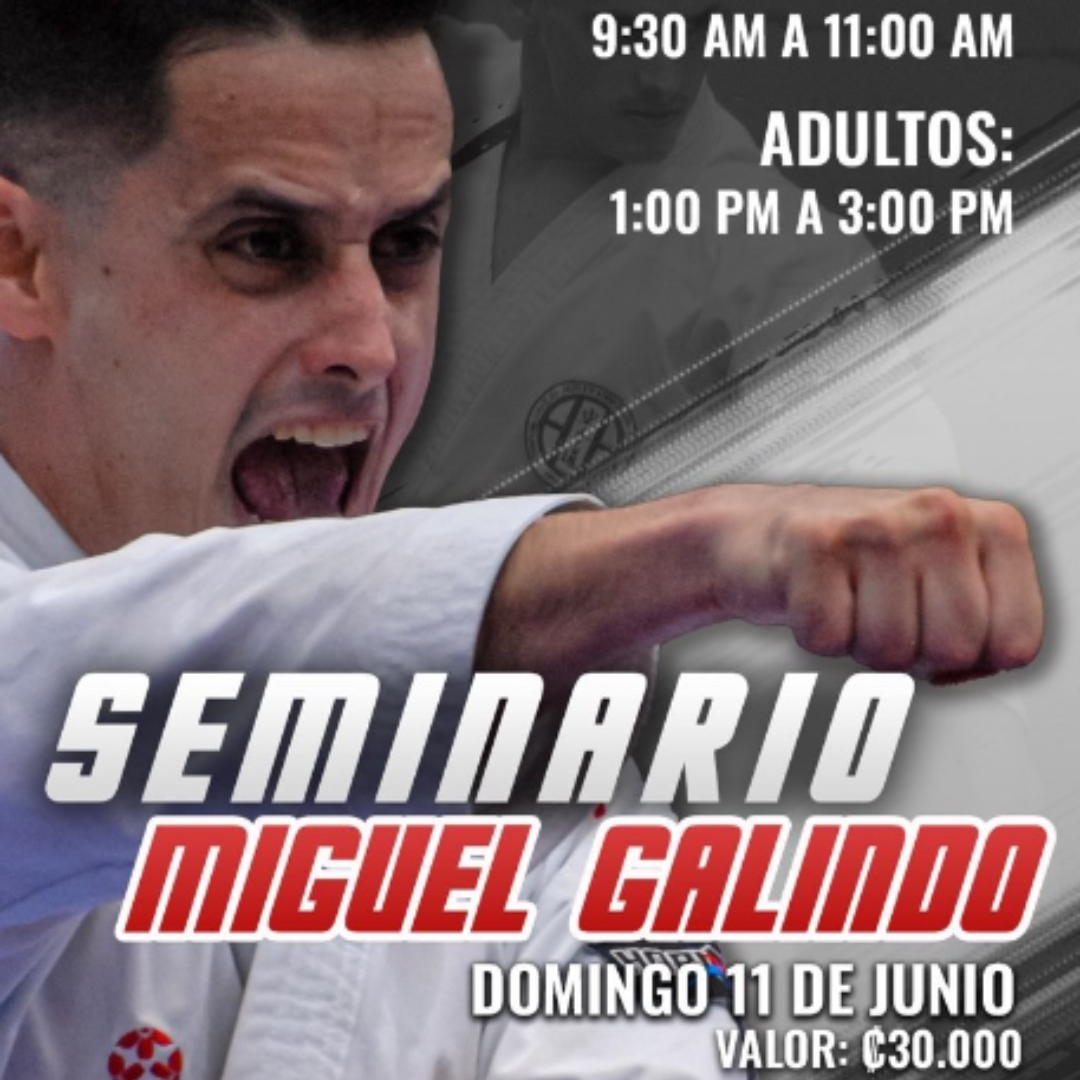 9:30 AM A 11:00 AM
ADULTOS:
1:00 PM A 3:00 PM
SEMINARIO
MIGUEL GALINDO
DOMINGO 11 DE JUNIO
VALOR: ₡30.000